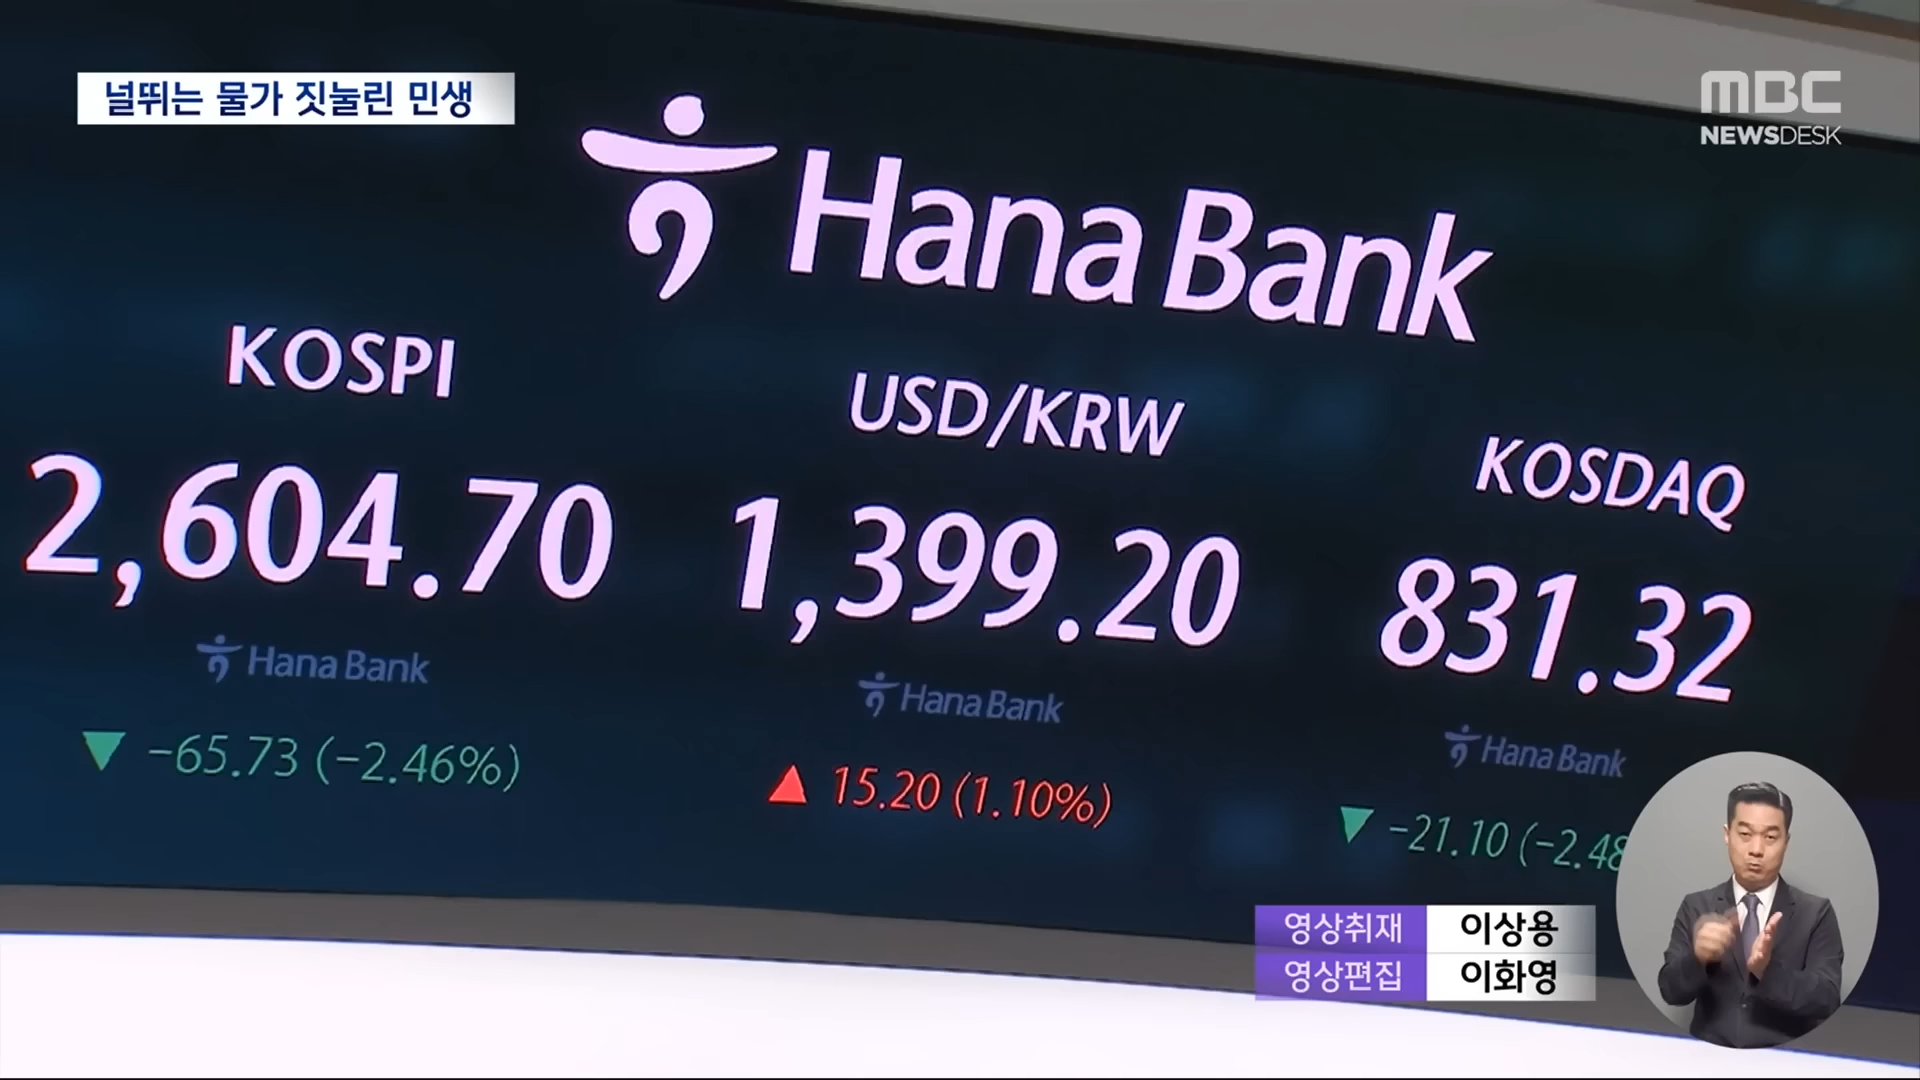 널뛰는 물가 짓눌린 민생
MBC
NEWSDESK
Hana Bank
KOSPI
USD/KRW
KOSDAQ
2,604.70
1,399.20
831.32
Hana Bank
Hana Bank
Hana Bank
▼ -65.73 (-2.46%)
▲ 15.20 (1.10%)
▼ -21.10 (-2.48
영상취재 이상용
영상편집 이화영